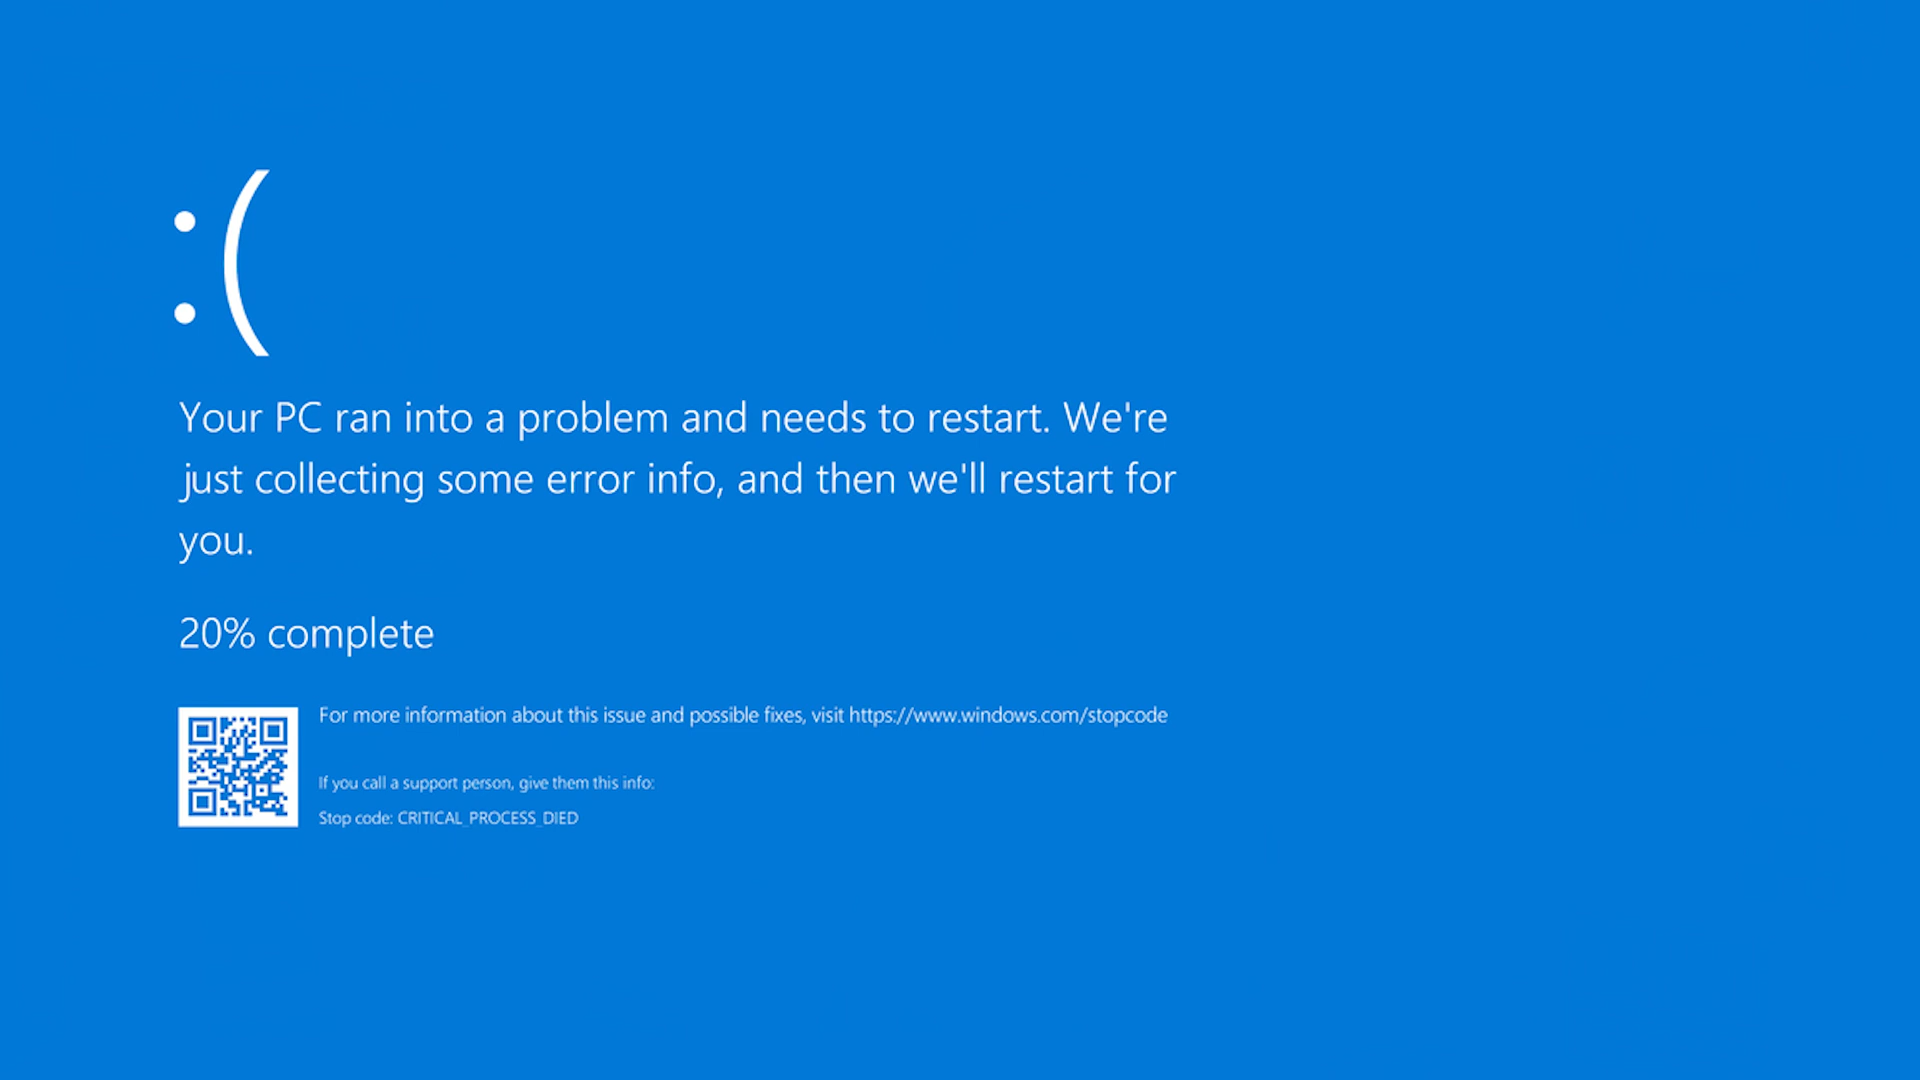 :(
Your PC ran into a problem and needs to restart. We're
just collecting some error info, and then we'll restart for
you.
20% complete
For more information about this issue and possible fixes, visit https://www.windows.com/stopcode
If you call a support person, give them this info:
Stop code: CRITICAL_PROCESS_DIED